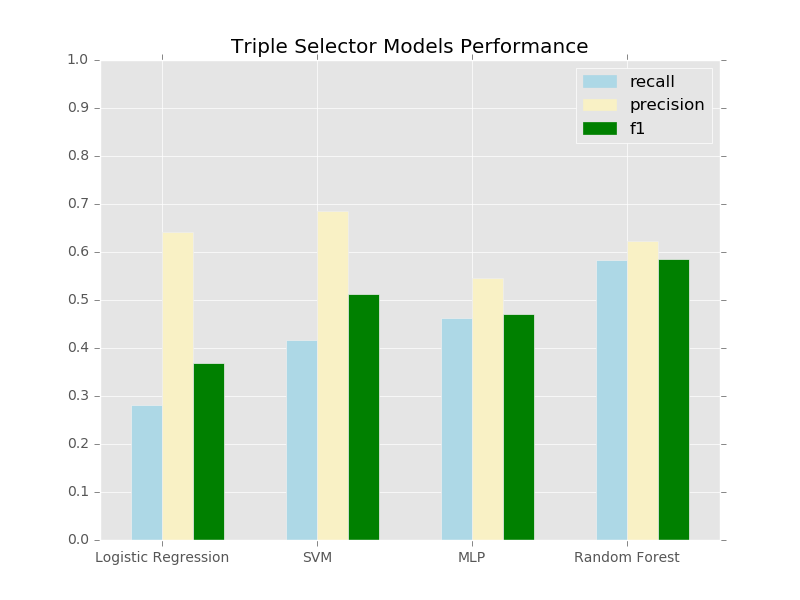 Triple Selector Models Performance
recall
precision
f1
1.0
0.9
0.8
0.7
0.6
0.5
0.4
0.3
0.2
0.1
0.0
Logistic Regression
SVM
MLP
Random Forest